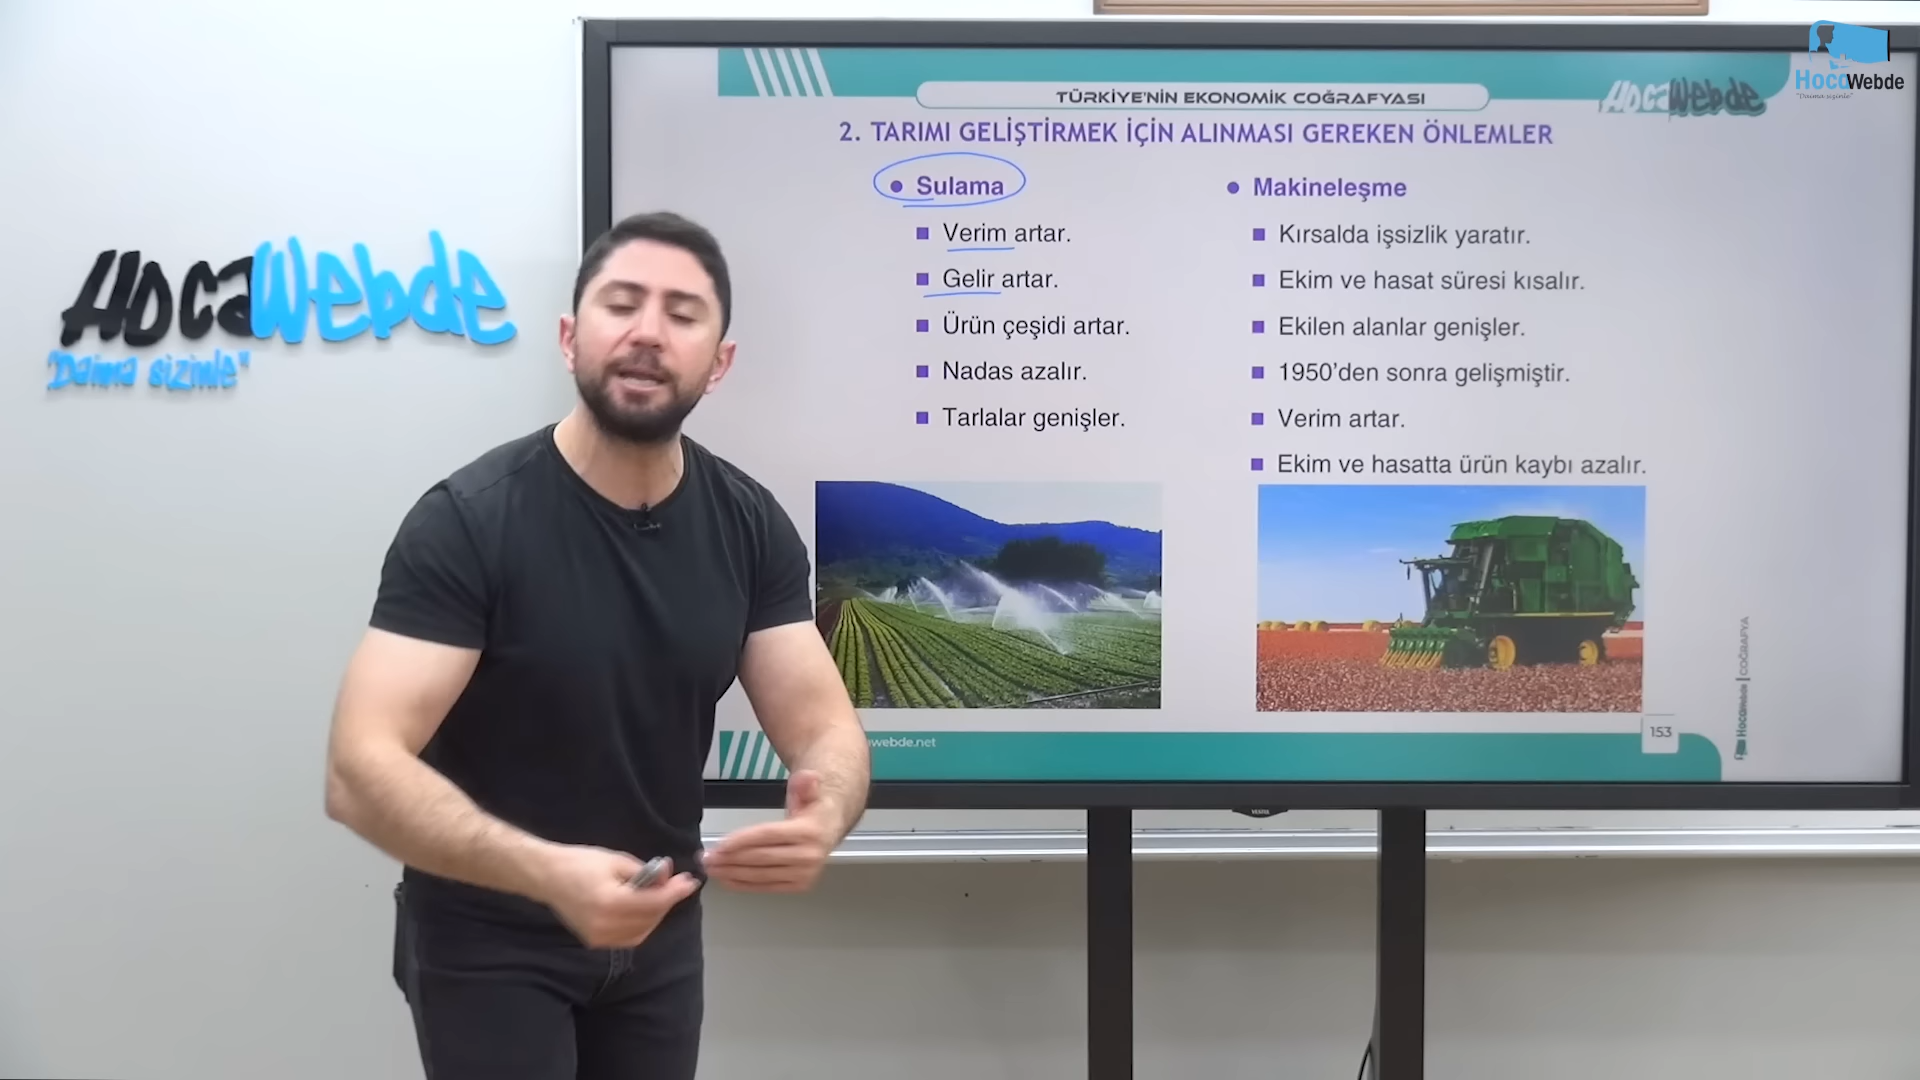 HocaWebde
"Daima sizinle"
HocaWebde
"Daima sizinle"
TÜRKİYE'NİN EKONOMİK COĞRAFYASI
HocaWebde
2. TARIMI GELİŞTİRMEK İÇİN ALINMASI GEREKEN ÖNLEMLER
Sulama
Verim artar.
Gelir artar.
Ürün çeşidi artar.
Nadas azalır.
Tarlalar genişler.
Makineleşme
Kırsalda işsizlik yaratır.
Ekim ve hasat süresi kısalır.
Ekilen alanlar genişler.
1950'den sonra gelişmiştir.
Verim artar.
Ekim ve hasatta ürün kaybı azalır.
HocaWebde | COĞRAFYA
webde.net
153